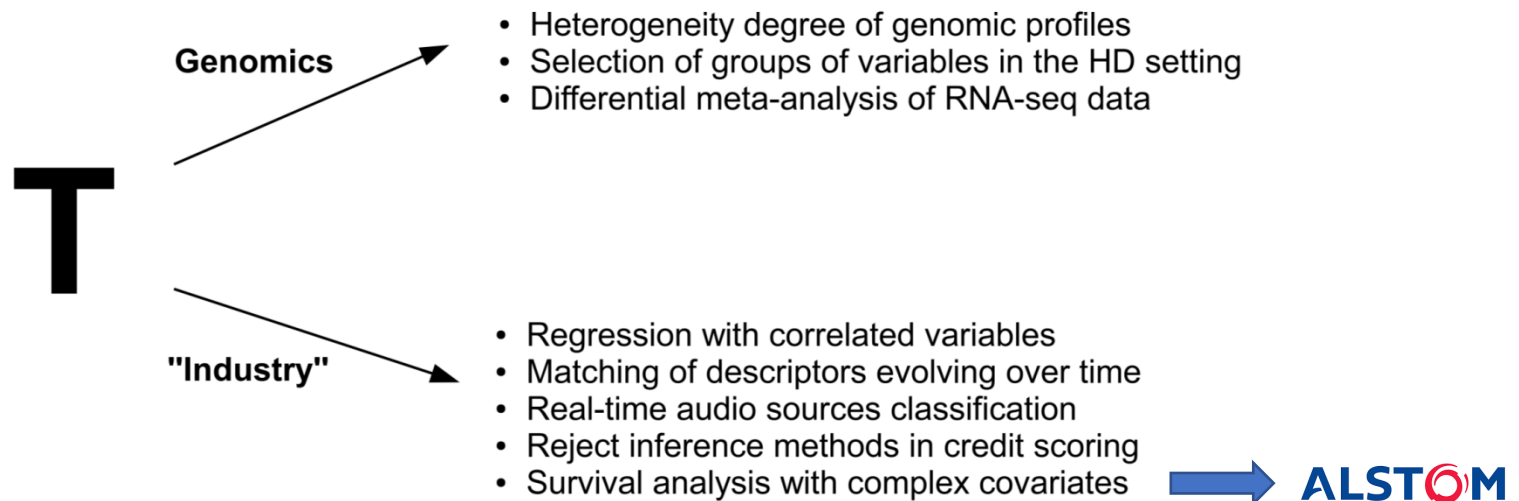 • Heterogeneity degree of genomic profiles
Genomics
• Selection of groups of variables in the HD setting
• Differential meta-analysis of RNA-seq data
T
• Regression with correlated variables
"Industry"
• Matching of descriptors evolving over time
• Real-time audio sources classification
• Reject inference methods in credit scoring
• Survival analysis with complex covariates
ALSTOM